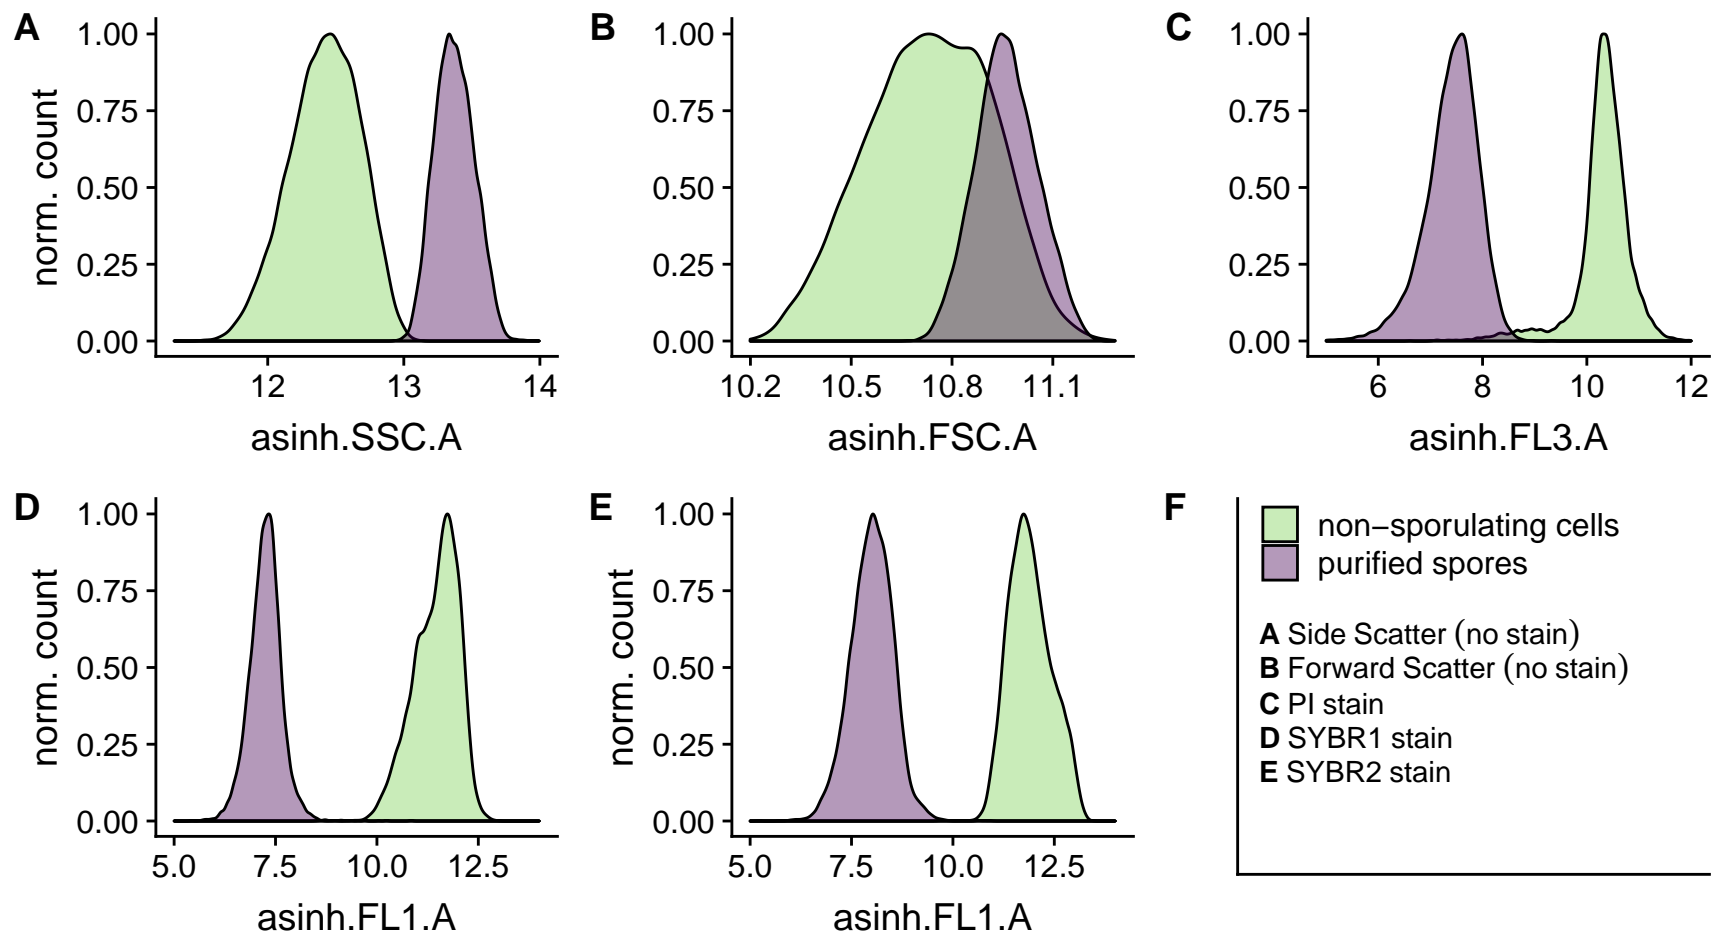 A
1.00
0.75
0.50
0.25
0.00
norm. count
12 13 14
asinh.SSC.A
B
1.00
0.75
0.50
0.25
0.00
10.2 10.5 10.8 11.1
asinh.FSC.A
C
1.00
0.75
0.50
0.25
0.00
6 8 10 12
asinh.FL3.A
D
1.00
0.75
0.50
0.25
0.00
norm. count
5.0 7.5 10.0 12.5
asinh.FL1.A
E
1.00
0.75
0.50
0.25
0.00
norm. count
5.0 7.5 10.0 12.5
asinh.FL1.A
F
non−sporulating cells
purified spores
A Side Scatter (no stain)
B Forward Scatter (no stain)
C PI stain
D SYBR1 stain
E SYBR2 stain